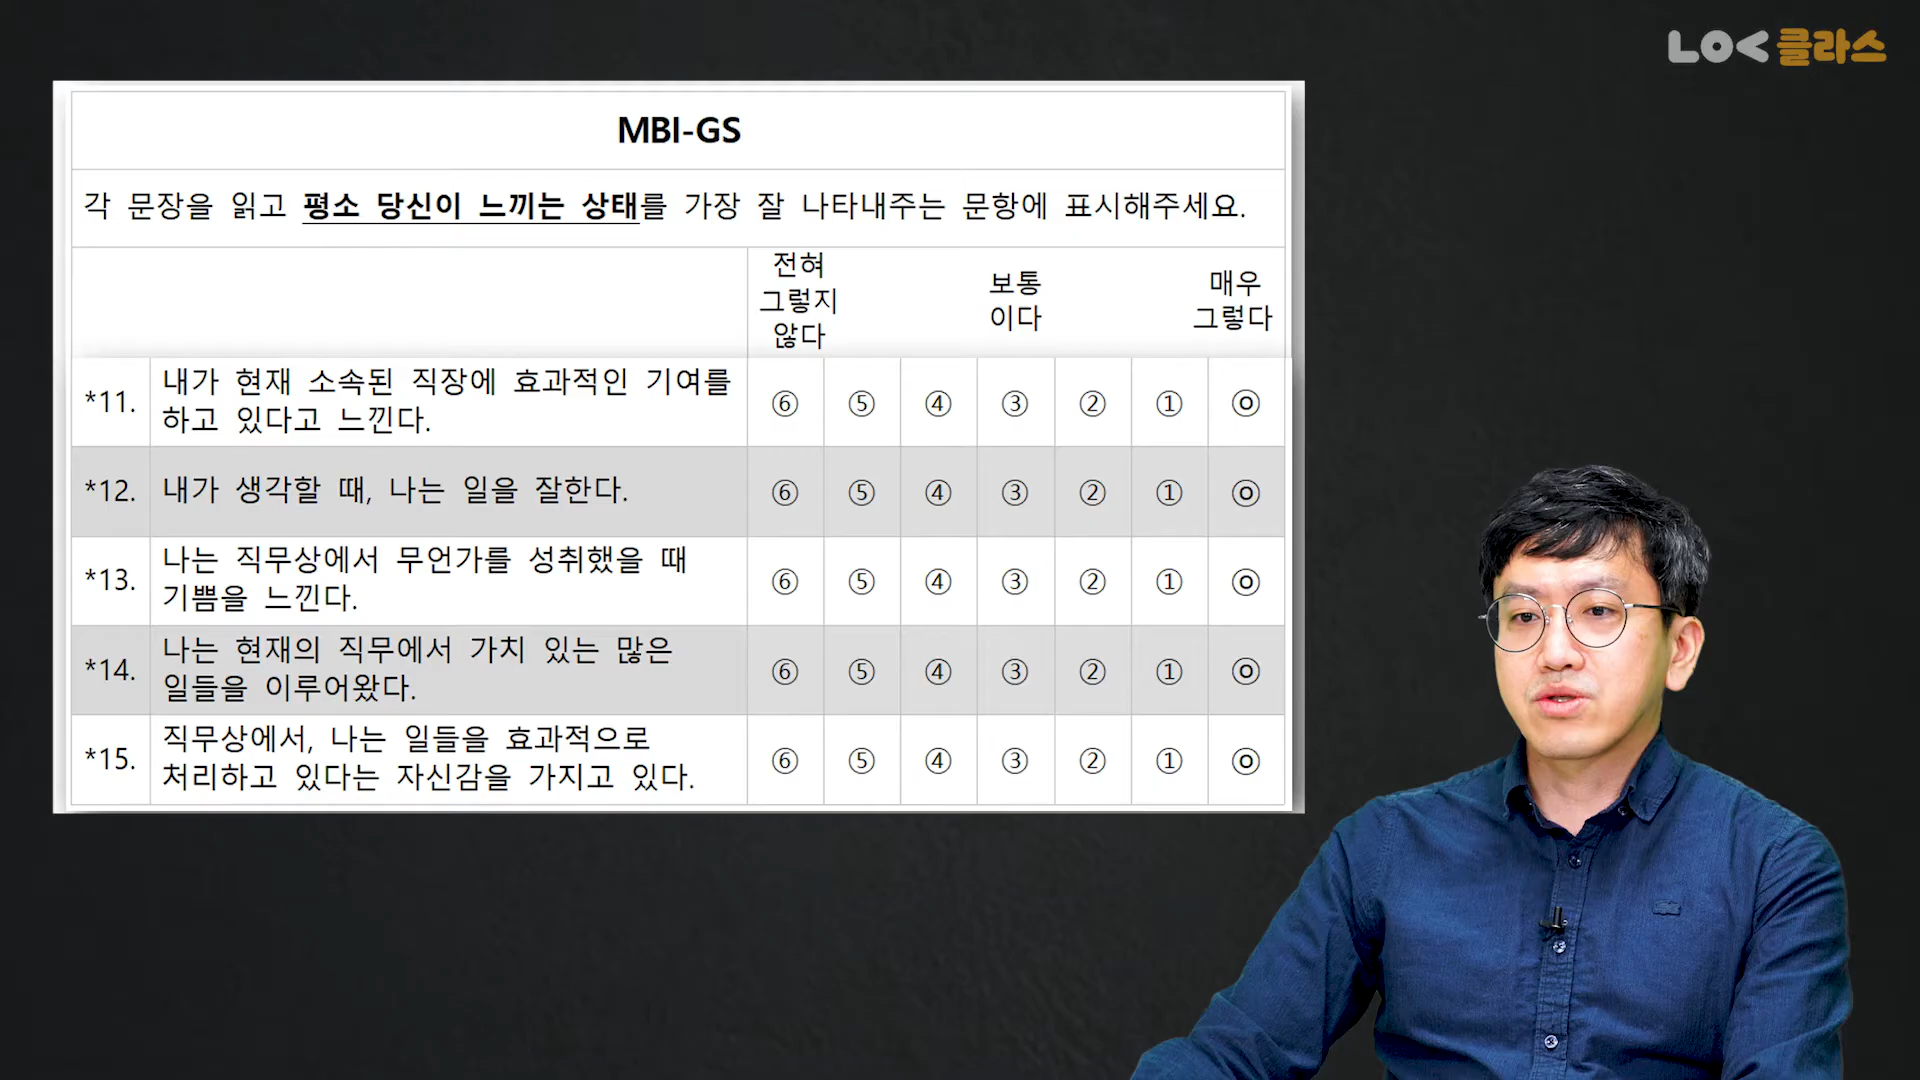 LOC 클라스
MBI-GS
각 문장을 읽고 평소 당신이 느끼는 상태를 가장 잘 나타내주는 문항에 표시해주세요.
전혀
그렇지
않다
보통
이다
매우
그렇다
*11. 내가 현재 소속된 직장에 효과적인 기여를
하고 있다고 느낀다.
⑥ ⑤ ④ ③ ② ① ⓞ
*12. 내가 생각할 때, 나는 일을 잘한다. ⑥ ⑤ ④ ③ ② ① ⓞ
*13. 나는 직무상에서 무언가를 성취했을 때
기쁨을 느낀다.
⑥ ⑤ ④ ③ ② ① ⓞ
*14. 나는 현재의 직무에서 가치 있는 많은
일들을 이루어왔다.
⑥ ⑤ ④ ③ ② ① ⓞ
*15. 직무상에서, 나는 일들을 효과적으로
처리하고 있다는 자신감을 가지고 있다.
⑥ ⑤ ④ ③ ② ① ⓞ